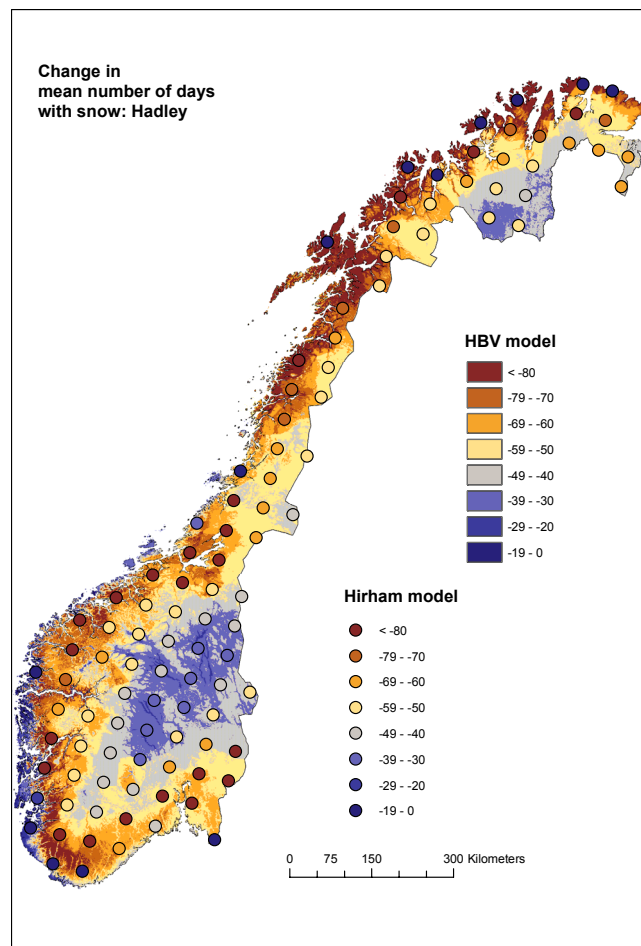 Change in
mean number of days
with snow: Hadley
HBV model
< -80
-79 - -70
-69 - -60
-59 - -50
-49 - -40
-39 - -30
-29 - -20
-19 - 0
Hirham model
< -80
-79 - -70
-69 - -60
-59 - -50
-49 - -40
-39 - -30
-29 - -20
-19 - 0
0 75 150 300 Kilometers